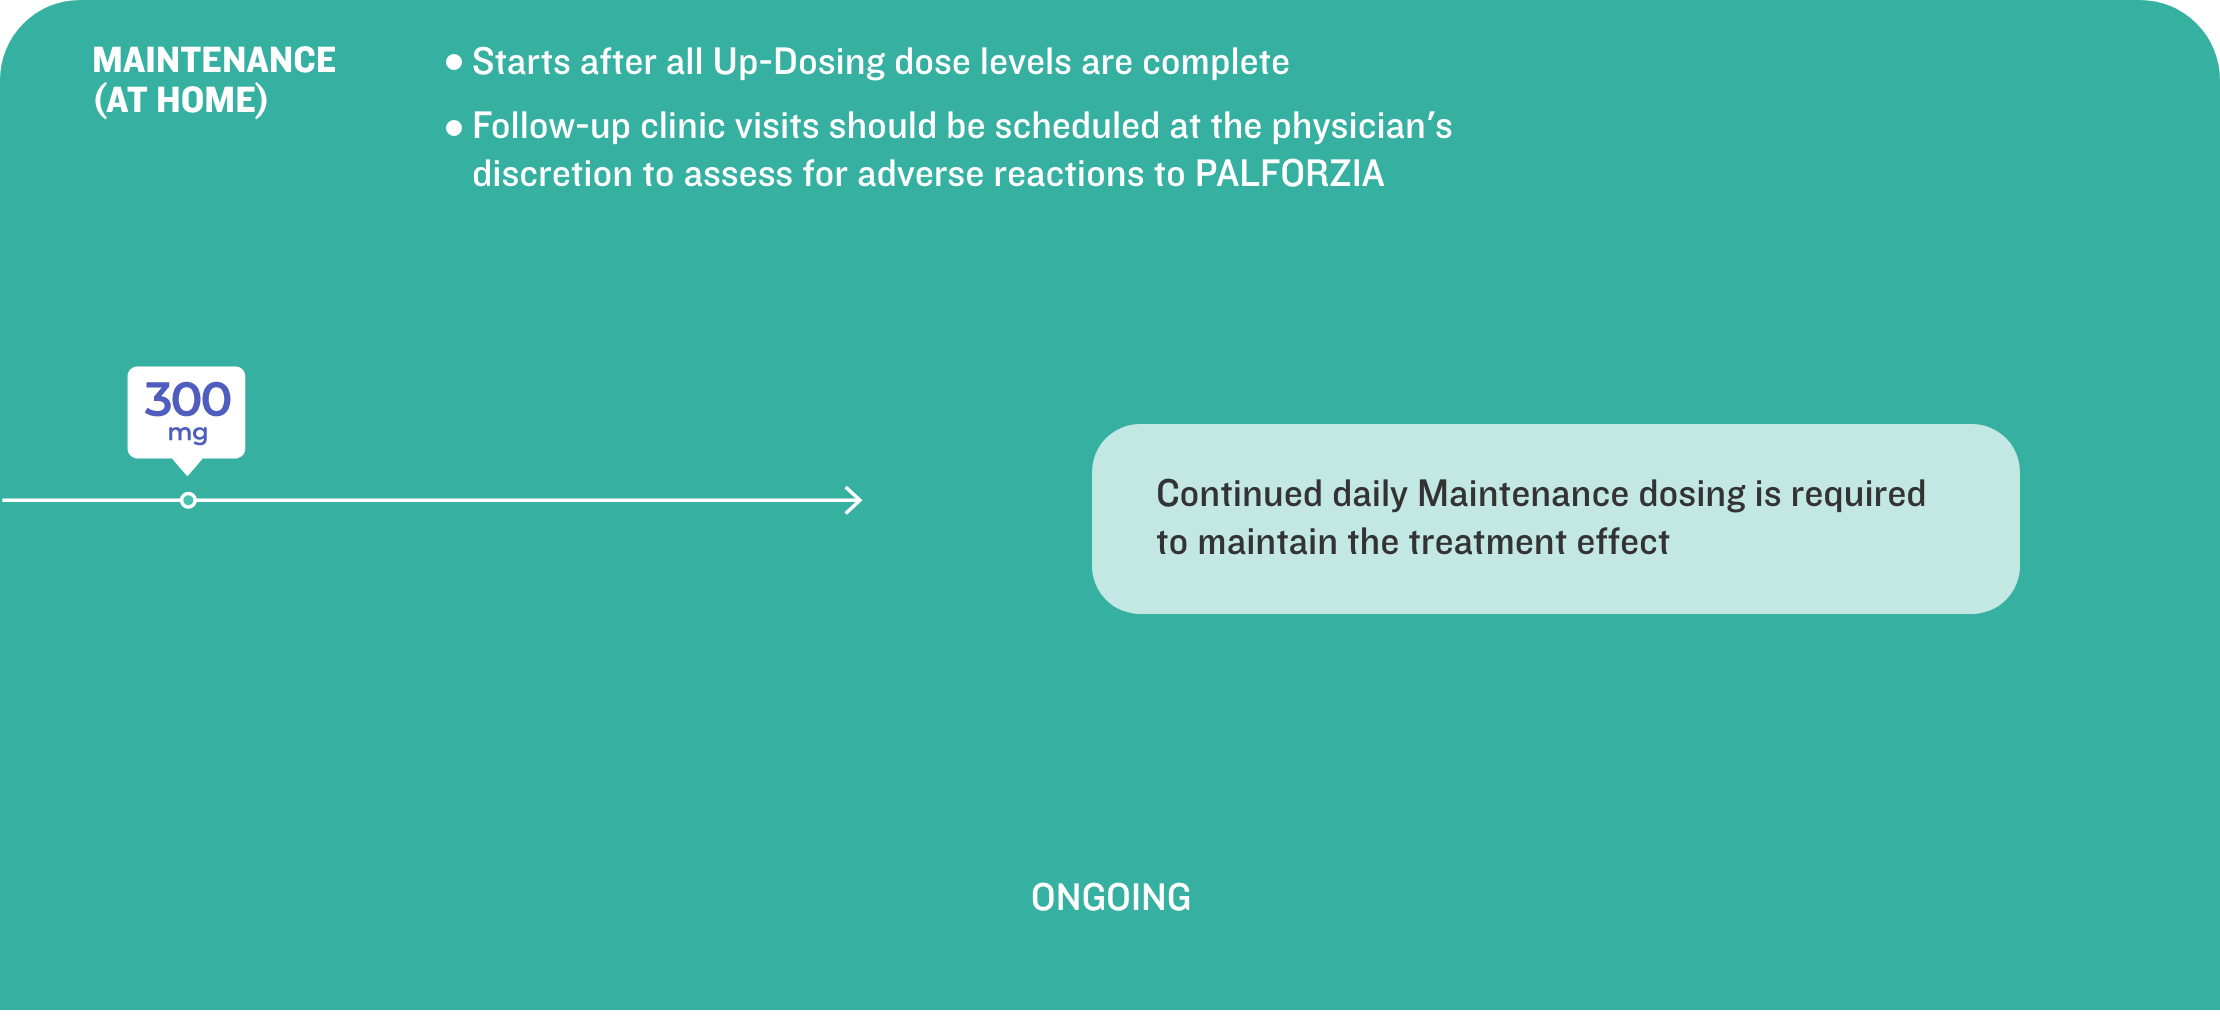 MAINTENANCE
(AT HOME)
• Starts after all Up-Dosing dose levels are complete
• Follow-up clinic visits should be scheduled at the physician’s
discretion to assess for adverse reactions to PALFORZIA
300
mg
Continued daily Maintenance dosing is required
to maintain the treatment effect
ONGOING